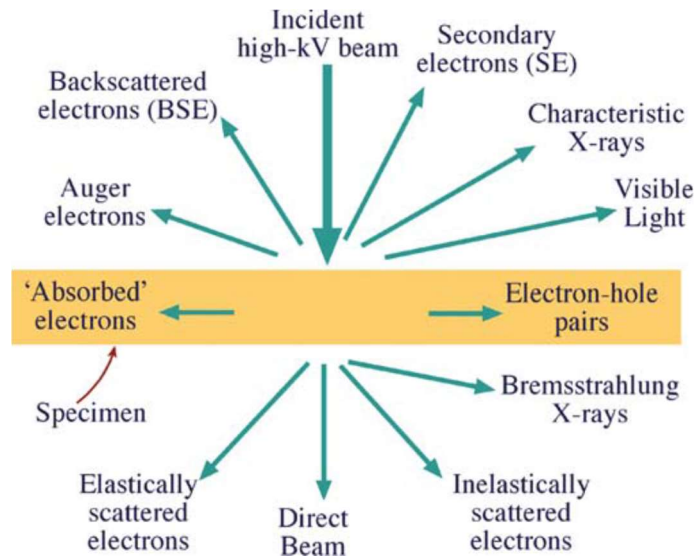 Incident
high-kV beam
Secondary
electrons (SE)
Backscattered
electrons (BSE)
Characteristic
X-rays
Auger
electrons
Visible
Light
‘Absorbed’
electrons
Electron-hole
pairs
Specimen
Bremsstrahlung
X-rays
Elastically
scattered
electrons
Direct
Beam
Inelastically
scattered
electrons